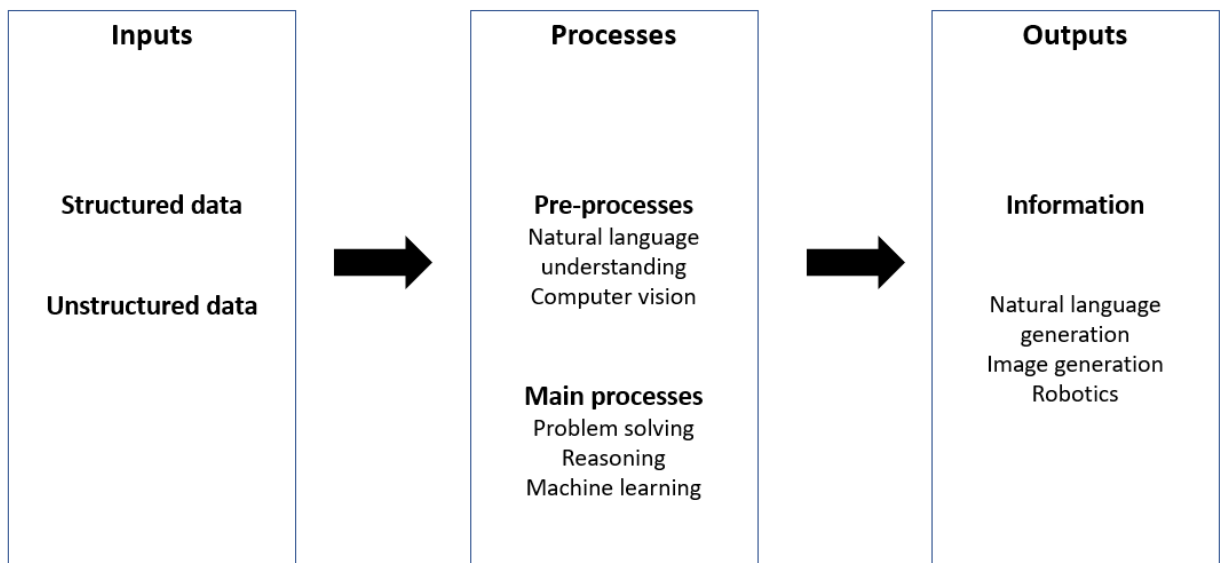 Inputs
Structured data
Unstructured data
Processes
Pre-processes
Natural language
understanding
Computer vision
Main processes
Problem solving
Reasoning
Machine learning
Outputs
Information
Natural language
generation
Image generation
Robotics